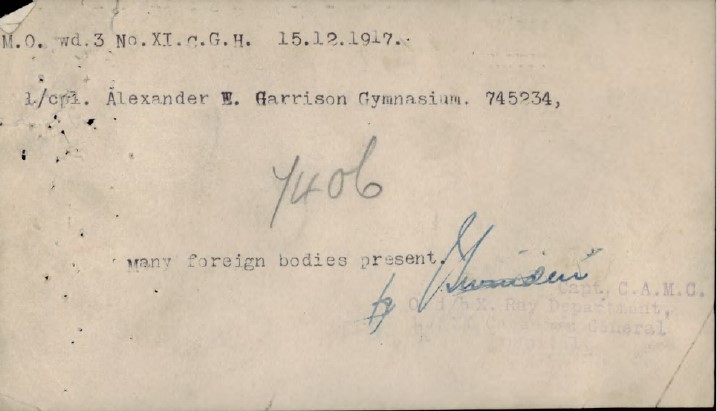 M.O. wd.3 No.XI.c.G.H. 15.12.1917.
l/cpl. Alexander E. Garrison Gymnasium. 745234,
7406
Many foreign bodies present.
Capt. C.A.M.C.
X. Ray Department,
General